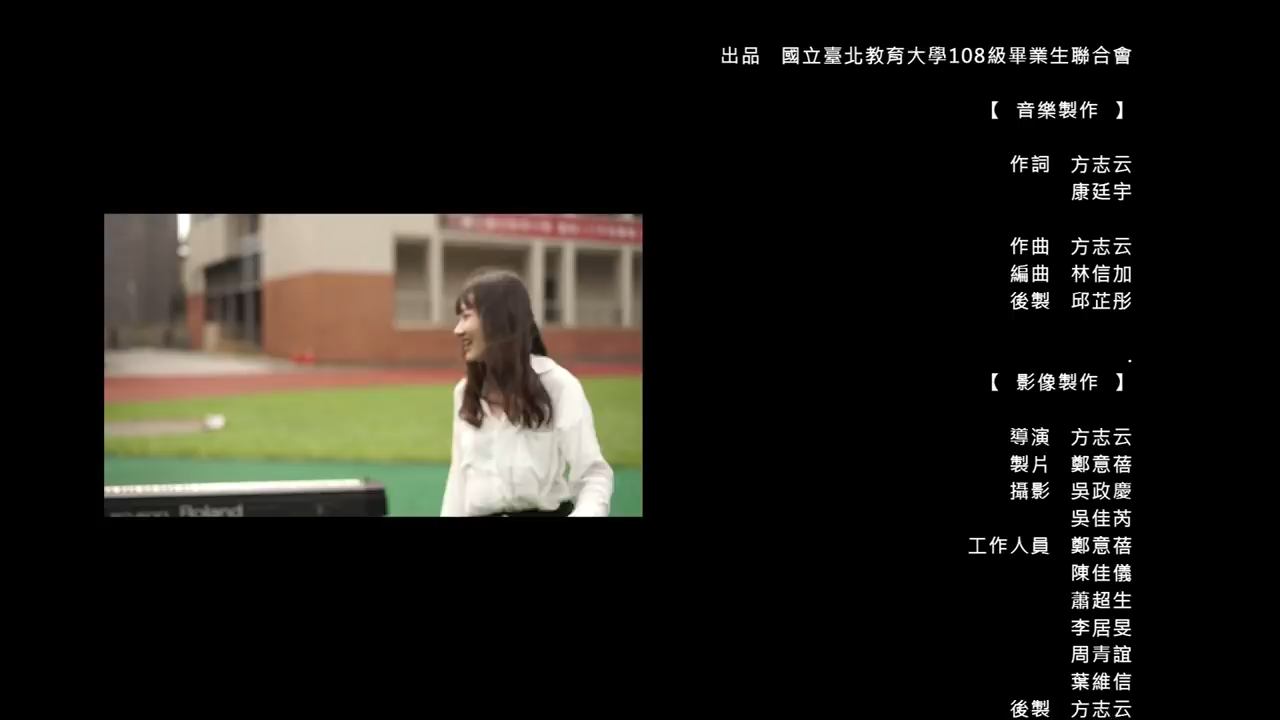 出品 國立臺北教育大學108級畢業生聯合會
【 音樂製作 】
作詞 方志云
康廷宇
作曲 方志云
編曲 林信加
後製 邱芷彤
.
【 影像製作 】
導演 方志云
製片 鄭意蓓
攝影 吳政慶
吳佳芮
工作人員 鄭意蓓
陳佳儀
蕭超生
李居旻
周青誼
葉維信
後製 方志云
Roland